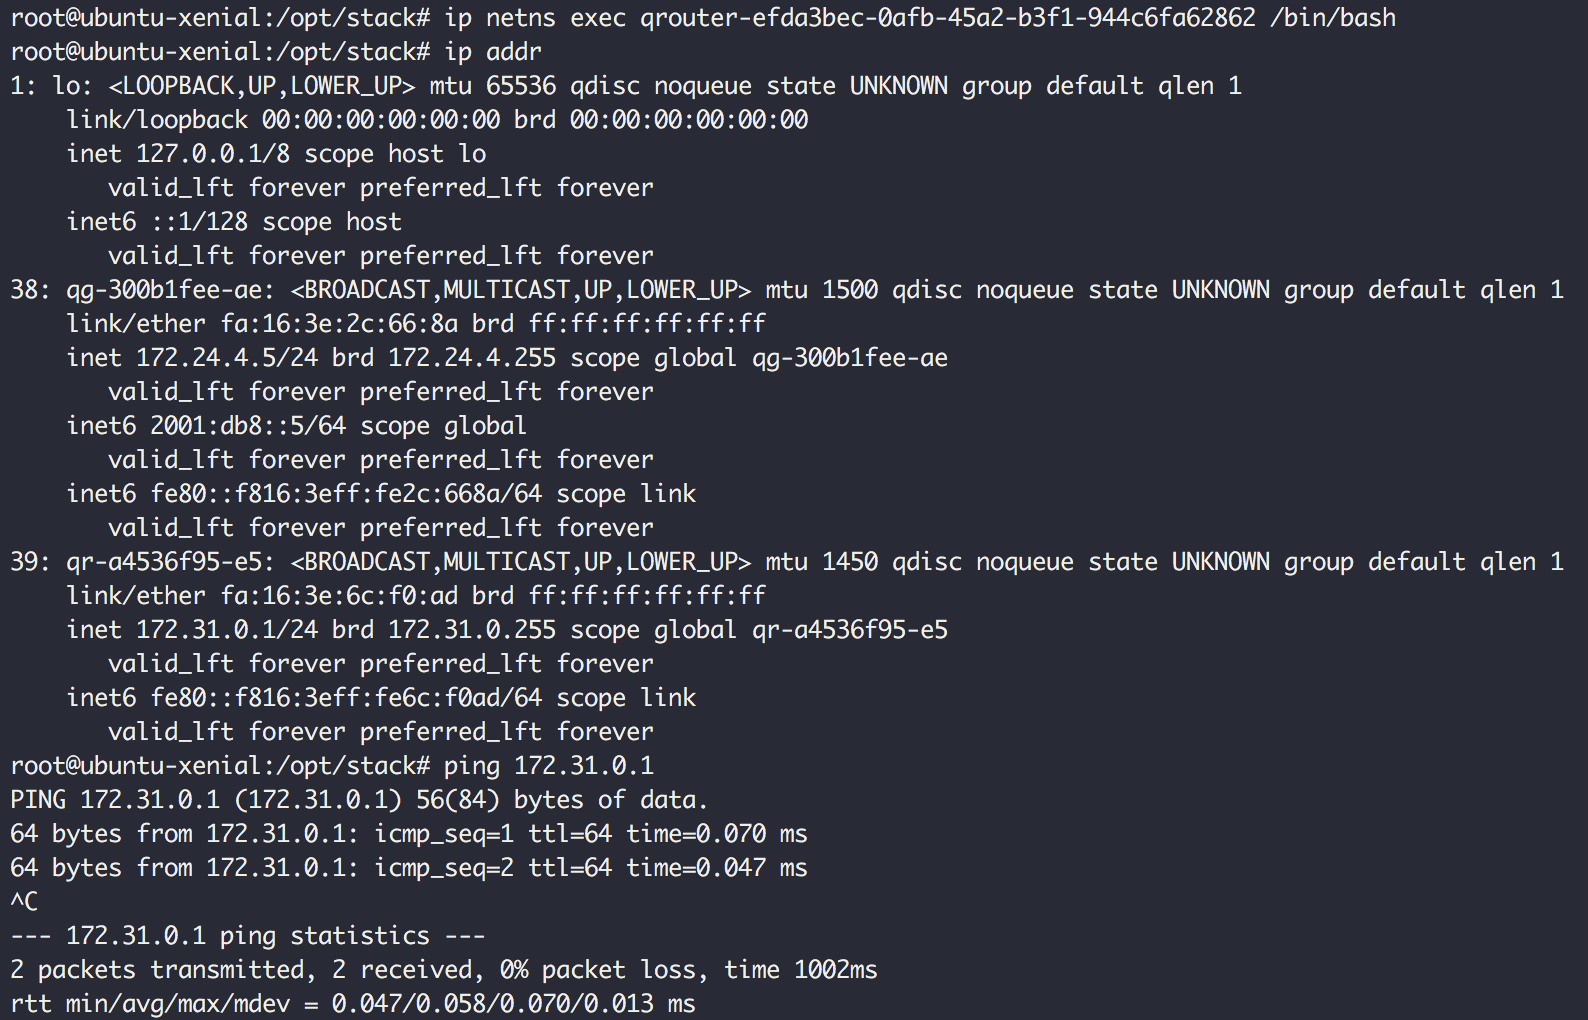 root@ubuntu-xenial:/opt/stack# ip netns exec qrouter-efda3bec-0afb-45a2-b3f1-944c6fa62862 /bin/bash
root@ubuntu-xenial:/opt/stack# ip addr
1: lo: <LOOPBACK,UP,LOWER_UP> mtu 65536 qdisc noqueue state UNKNOWN group default qlen 1
    link/loopback 00:00:00:00:00:00 brd 00:00:00:00:00:00
    inet 127.0.0.1/8 scope host lo
       valid_lft forever preferred_lft forever
    inet6 ::1/128 scope host
       valid_lft forever preferred_lft forever
38: qg-300b1fee-ae: <BROADCAST,MULTICAST,UP,LOWER_UP> mtu 1500 qdisc noqueue state UNKNOWN group default qlen 1
    link/ether fa:16:3e:2c:66:8a brd ff:ff:ff:ff:ff:ff
    inet 172.24.4.5/24 brd 172.24.4.255 scope global qg-300b1fee-ae
       valid_lft forever preferred_lft forever
    inet6 2001:db8::5/64 scope global
       valid_lft forever preferred_lft forever
    inet6 fe80::f816:3eff:fe2c:668a/64 scope link
       valid_lft forever preferred_lft forever
39: qr-a4536f95-e5: <BROADCAST,MULTICAST,UP,LOWER_UP> mtu 1450 qdisc noqueue state UNKNOWN group default qlen 1
    link/ether fa:16:3e:6c:f0:ad brd ff:ff:ff:ff:ff:ff
    inet 172.31.0.1/24 brd 172.31.0.255 scope global qr-a4536f95-e5
       valid_lft forever preferred_lft forever
    inet6 fe80::f816:3eff:fe6c:f0ad/64 scope link
       valid_lft forever preferred_lft forever
root@ubuntu-xenial:/opt/stack# ping 172.31.0.1
PING 172.31.0.1 (172.31.0.1) 56(84) bytes of data.
64 bytes from 172.31.0.1: icmp_seq=1 ttl=64 time=0.070 ms
64 bytes from 172.31.0.1: icmp_seq=2 ttl=64 time=0.047 ms
^C
--- 172.31.0.1 ping statistics ---
2 packets transmitted, 2 received, 0% packet loss, time 1002ms
rtt min/avg/max/mdev = 0.047/0.058/0.070/0.013 ms